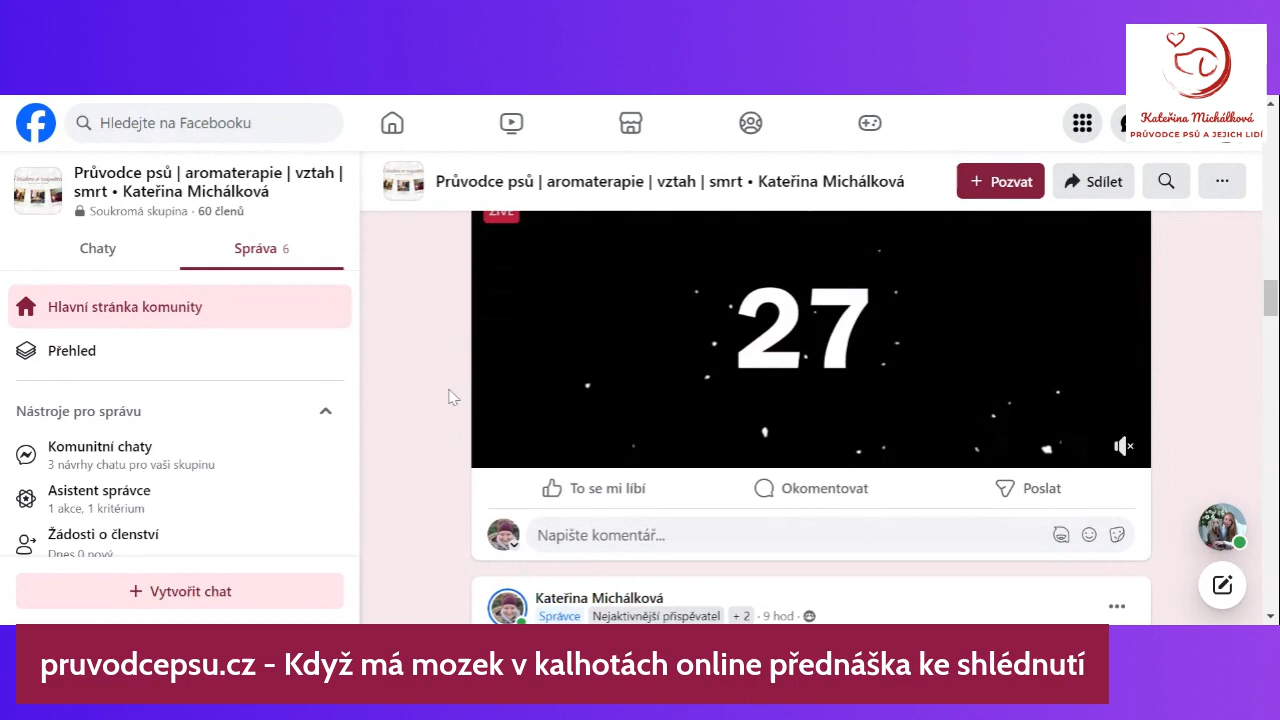 Kateřina Michálková
PRŮVODCE PSŮ A JEJICH LIDÍ
Hledejte na Facebooku
Průvodce psů | aromaterapie | vztah |
smrt • Kateřina Michálková
Soukromá skupina · 60 členů
Chaty
Správa 6
Hlavní stránka komunity
Přehled
Nástroje pro správu
Komunitní chaty
3 návrhy chatu pro vaši skupinu
Asistent správce
1 akce, 1 kritérium
Žádosti o členství
Dnes 0 nový
+ Vytvořit chat
Průvodce psů | aromaterapie | vztah | smrt • Kateřina Michálková
+ Pozvat
Sdílet
ŽIVĚ
27
To se mi líbí
Okomentovat
Poslat
Napište komentář...
Kateřina Michálková
Správce Nejaktivnější přispěvatel + 2 · 9 hod ·
pruvodcepsu.cz - Když má mozek v kalhotách online přednáška ke shlédnutí